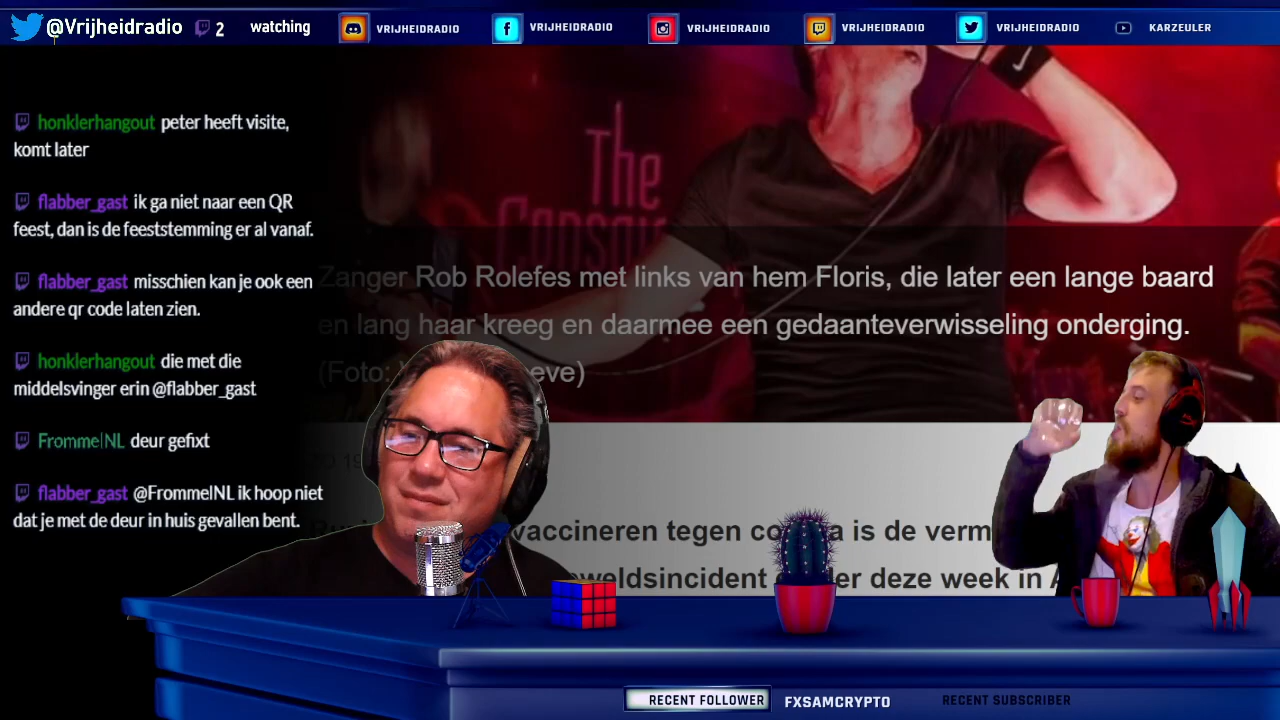 @Vrijheidradio 2 watching VRIJHEIDRADIO VRIJHEIDRADIO VRIJHEIDRADIO VRIJHEIDRADIO VRIJHEIDRADIO KARZEULER
honklerhangout peter heeft visite,
komt later
flabber_gast ik ga niet naar een QR
feest, dan is de feeststemming er al vanaf.
flabber_gast misschien kan je ook een
andere qr code laten zien.
honklerhangout die met die
middelsvinger erin @flabber_gast
FrommelNL deur gefixt
flabber_gast @FrommelNL ik hoop niet
dat je met de deur in huis gevallen bent.
The
Zanger Rob Rolefes met links van hem Floris, die later een lange baard
en lang haar kreeg en daarmee een gedaanteverwisseling onderging.
(Foto:
vaccineren tegen corona is de
deze week in
RECENT FOLLOWER FXSAMCRYPTO RECENT SUBSCRIBER